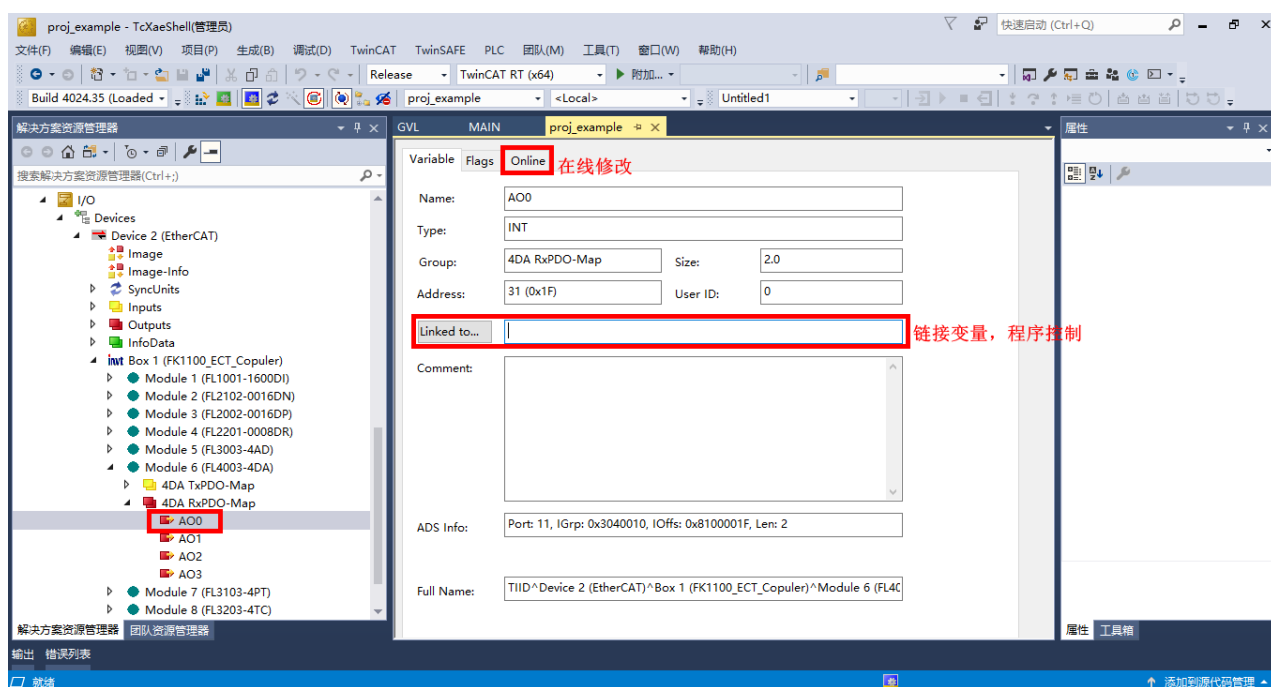 proj_example - TcXaeShell(管理员)
快速启动 (Ctrl+Q)
文件(F) 编辑(E) 视图(V) 项目(P) 生成(B) 调试(D) TwinCAT TwinSAFE PLC 团队(M) 工具(T) 窗口(W) 帮助(H)
Release TwinCAT RT (x64) 附加...
Build 4024.35 (Loaded proj_example <Local> Untitled1
解决方案资源管理器
搜索解决方案资源管理器(Ctrl+;)
I/O
Devices
Device 2 (EtherCAT)
Image
Image-Info
SyncUnits
Inputs
Outputs
InfoData
Box 1 (FK1100_ECT_Copuler)
Module 1 (FL1001-1600DI)
Module 2 (FL2102-0016DN)
Module 3 (FL2002-0016DP)
Module 4 (FL2201-0008DR)
Module 5 (FL3003-4AD)
Module 6 (FL4003-4DA)
4DA TxPDO-Map
4DA RxPDO-Map
AO0
AO1
AO2
AO3
Module 7 (FL3103-4PT)
Module 8 (FL3203-4TC)
解决方案资源管理器 团队资源管理器
GVL MAIN proj_example
Variable Flags Online 在线修改
Name: AO0
Type: INT
Group: 4DA RxPDO-Map Size: 2.0
Address: 31 (0x1F) User ID: 0
Linked to... 链接变量，程序控制
Comment:
ADS Info: Port: 11, IGrp: 0x3040010, IOffs: 0x8100001F, Len: 2
Full Name: TIID^Device 2 (EtherCAT)^Box 1 (FK1100_ECT_Copuler)^Module 6 (FL40
属性
属性 工具箱
输出 错误列表
就绪
添加到源代码管理